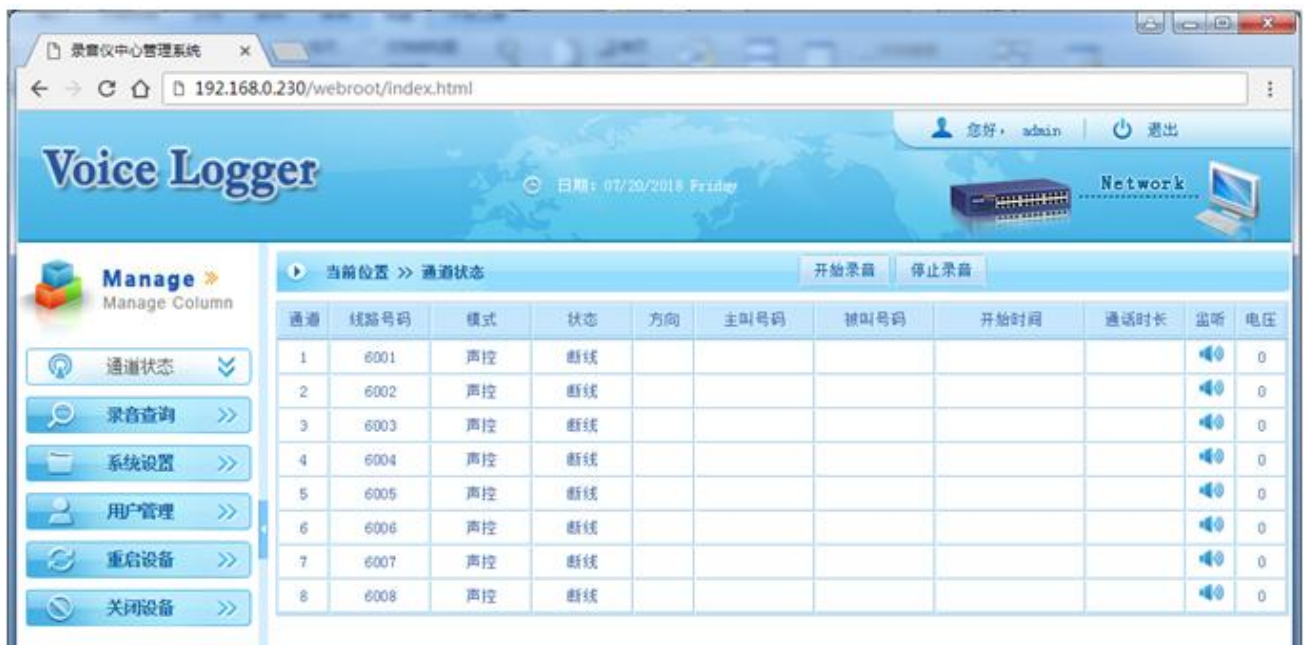 录音仪中心管理系统
192.168.0.230/webroot/index.html
您好, admin 退出
Voice Logger
日期: 07/20/2018 Friday
Network
Manage
Manage Column
当前位置 >> 通道状态 开始录音 停止录音
通道状态
录音查询
系统设置
用户管理
重启设备
关闭设备
通道 线路号码 模式 状态 方向 主叫号码 被叫号码 开始时间 通话时长 监听 电压
1 6001 声控 断线 0
2 6002 声控 断线 0
3 6003 声控 断线 0
4 6004 声控 断线 0
5 6005 声控 断线 0
6 6006 声控 断线 0
7 6007 声控 断线 0
8 6008 声控 断线 0